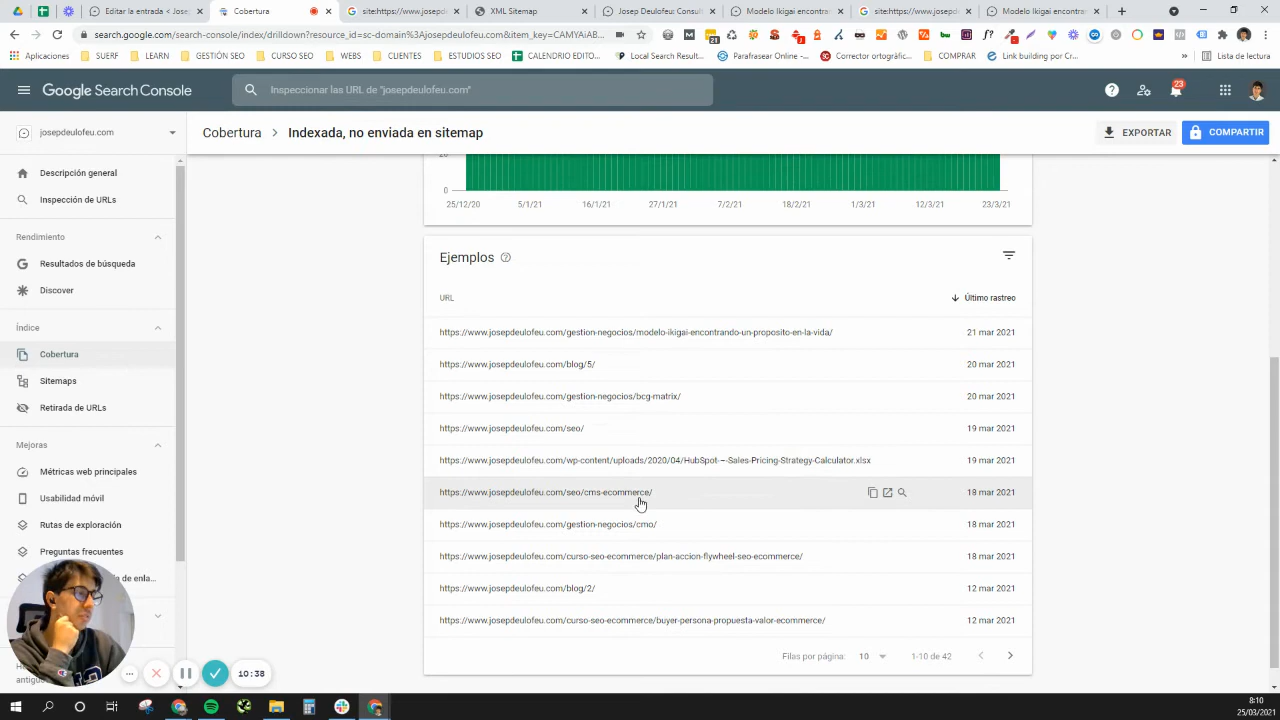 Editar la entrada < Josep
Cobertura
site:https://www.josepd
XML Sitemap
Josep Deulofeu Consult
Modelo ikigai encontran
site:https://www.josepd
Modelo ikigai encontran
search.google.com/search-console/index/drilldown?resource_id=sc-domain%3Ajosepdeulofeu.com&item_key=CAMYAiAB...
21
Aplicaciones
SUERTE
LEARN
GESTIÓN SEO
CURSO SEO
WEBS
CLIENTES
ESTUDIOS SEO
CALENDARIO EDITO...
Local Search Result...
Parafrasear Online –...
Corrector ortográfic...
COMPRAR
Link building por Cr...
»
Lista de lectura
Google Search Console
Inspeccionar las URL de "josepdeulofeu.com"
23
josepdeulofeu.com
Cobertura > Indexada, no enviada en sitemap
EXPORTAR
COMPARTIR
Descripción general
Inspección de URLs
Rendimiento
Resultados de búsqueda
Discover
Índice
Cobertura
Sitemaps
Retirada de URLs
Mejoras
Métricas web principales
Usabilidad móvil
Rutas de exploración
Preguntas frecuentes
da de enla...
20
0
25/12/20 5/1/21 16/1/21 27/1/21 7/2/21 18/2/21 1/3/21 12/3/21 23/3/21
Ejemplos
URL Último rastreo
https://www.josepdeulofeu.com/gestion-negocios/modelo-ikigai-encontrando-un-proposito-en-la-vida/ 21 mar 2021
https://www.josepdeulofeu.com/blog/5/ 20 mar 2021
https://www.josepdeulofeu.com/gestion-negocios/bcg-matrix/ 20 mar 2021
https://www.josepdeulofeu.com/seo/ 19 mar 2021
https://www.josepdeulofeu.com/wp-content/uploads/2020/04/HubSpot-–-Sales-Pricing-Strategy-Calculator.xlsx 19 mar 2021
https://www.josepdeulofeu.com/seo/cms-ecommerce/ 18 mar 2021
https://www.josepdeulofeu.com/gestion-negocios/cmo/ 18 mar 2021
https://www.josepdeulofeu.com/curso-seo-ecommerce/plan-accion-flywheel-seo-ecommerce/ 18 mar 2021
https://www.josepdeulofeu.com/blog/2/ 12 mar 2021
https://www.josepdeulofeu.com/curso-seo-ecommerce/buyer-persona-propuesta-valor-ecommerce/ 12 mar 2021
Filas por página: 10 1-10 de 42
10:38
8:10
25/03/2021